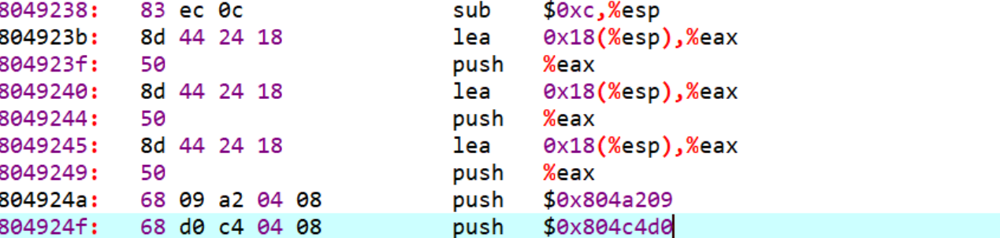 8049238: 83 ec 0c sub $0xc,%esp
804923b: 8d 44 24 18 lea 0x18(%esp),%eax
804923f: 50 push %eax
8049240: 8d 44 24 18 lea 0x18(%esp),%eax
8049244: 50 push %eax
8049245: 8d 44 24 18 lea 0x18(%esp),%eax
8049249: 50 push %eax
804924a: 68 09 a2 04 08 push $0x804a209
804924f: 68 d0 c4 04 08 push $0x804c4d0